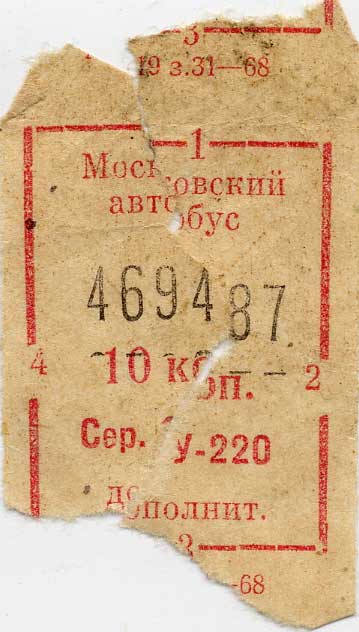 3
19 з.31—68
1
Московский
автобус
469487
4 10 коп. 2
Сер. У-220
дополнит.
3
-68